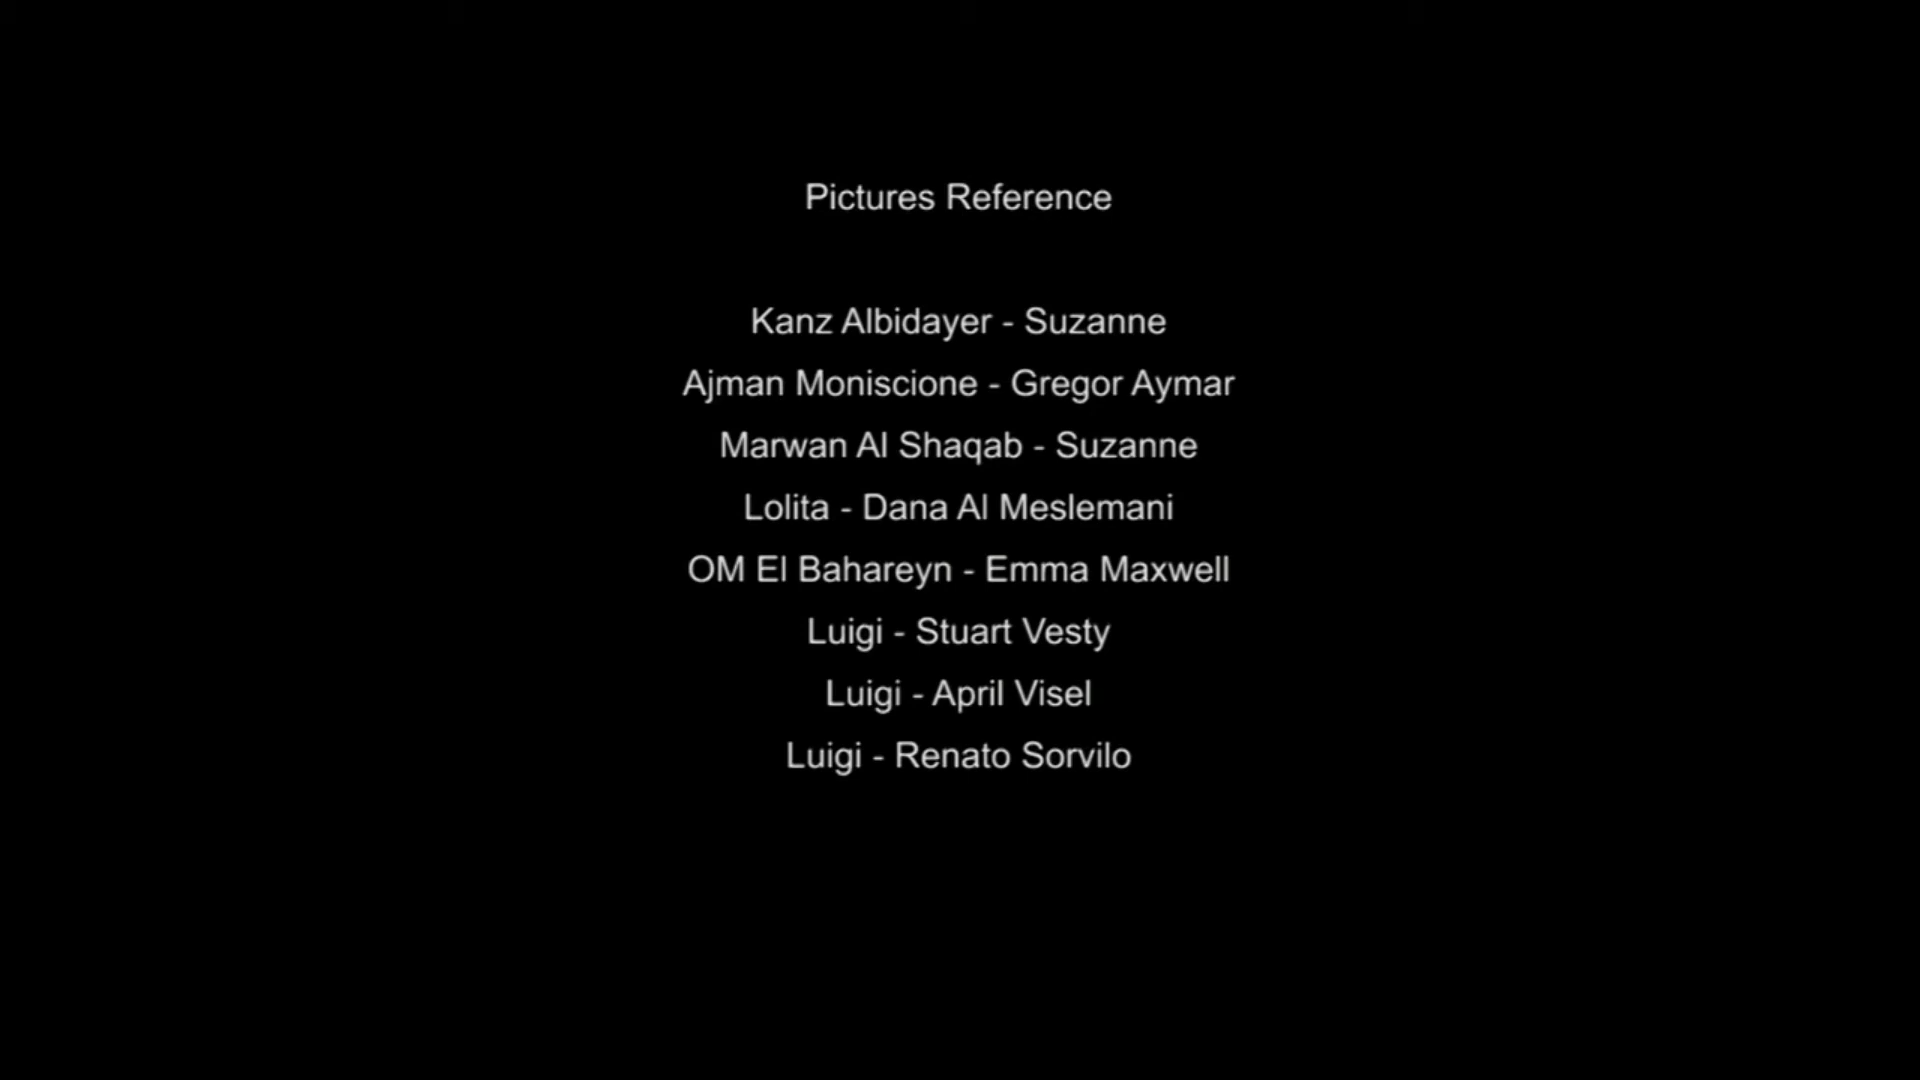 Pictures Reference
Kanz Albidayer - Suzanne
Ajman Moniscione - Gregor Aymar
Marwan Al Shaqab - Suzanne
Lolita - Dana Al Meslemani
OM El Bahareyn - Emma Maxwell
Luigi - Stuart Vesty
Luigi - April Visel
Luigi - Renato Sorvilo